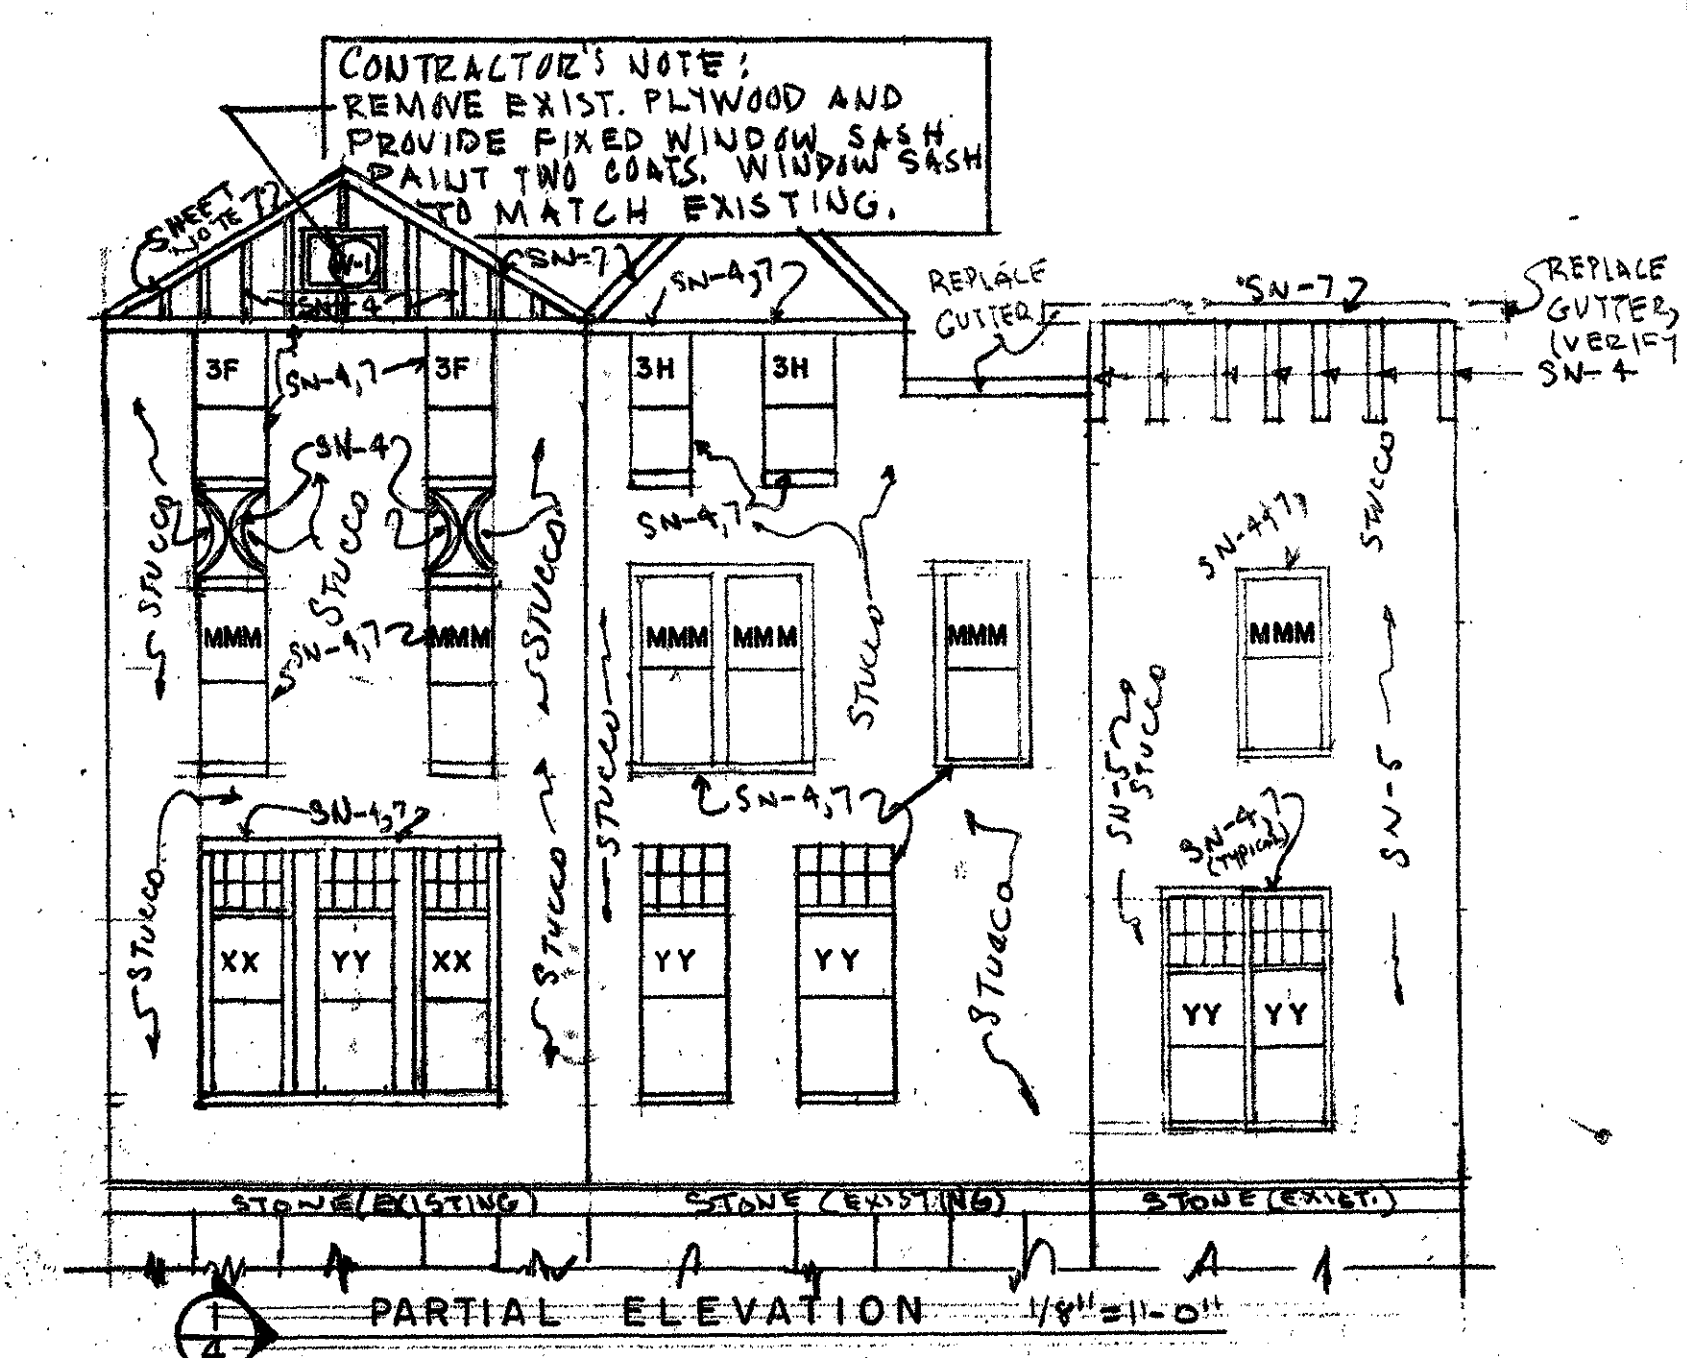 CONTRACTOR'S NOTE:
REMOVE EXIST. PLYWOOD AND
PROVIDE FIXED WINDOW SASH
PAINT TWO COATS. WINDOW SASH
TO MATCH EXISTING.
SHEET
NOTE 7
W-1
SN-4
SN-7
SN-4,7
REPLACE
GUTTER
SN-7
REPLACE
GUTTER,
(VERIFY
SN-4
3F
SN-4,7
3F
3H
3H
SN-4
STUCCO
STUCCO
STUCCO
SN-4,7
STUCCO
STUCCO
SN-4,7
MMM
SN-4,7
MMM
MMM
MMM
MMM
MMM
STUCCO
SN-5
STUCCO
SN-5
SN-4,7
SN-4,7
SN-4,7
(TYPICAL)
STUCCO
STUCCO
STUCCO
XX
YY
XX
YY
YY
YY
YY
STONE (EXISTING)
STONE (EXISTING)
STONE (EXIST.)
1
4
PARTIAL ELEVATION 1/8"=1'-0"